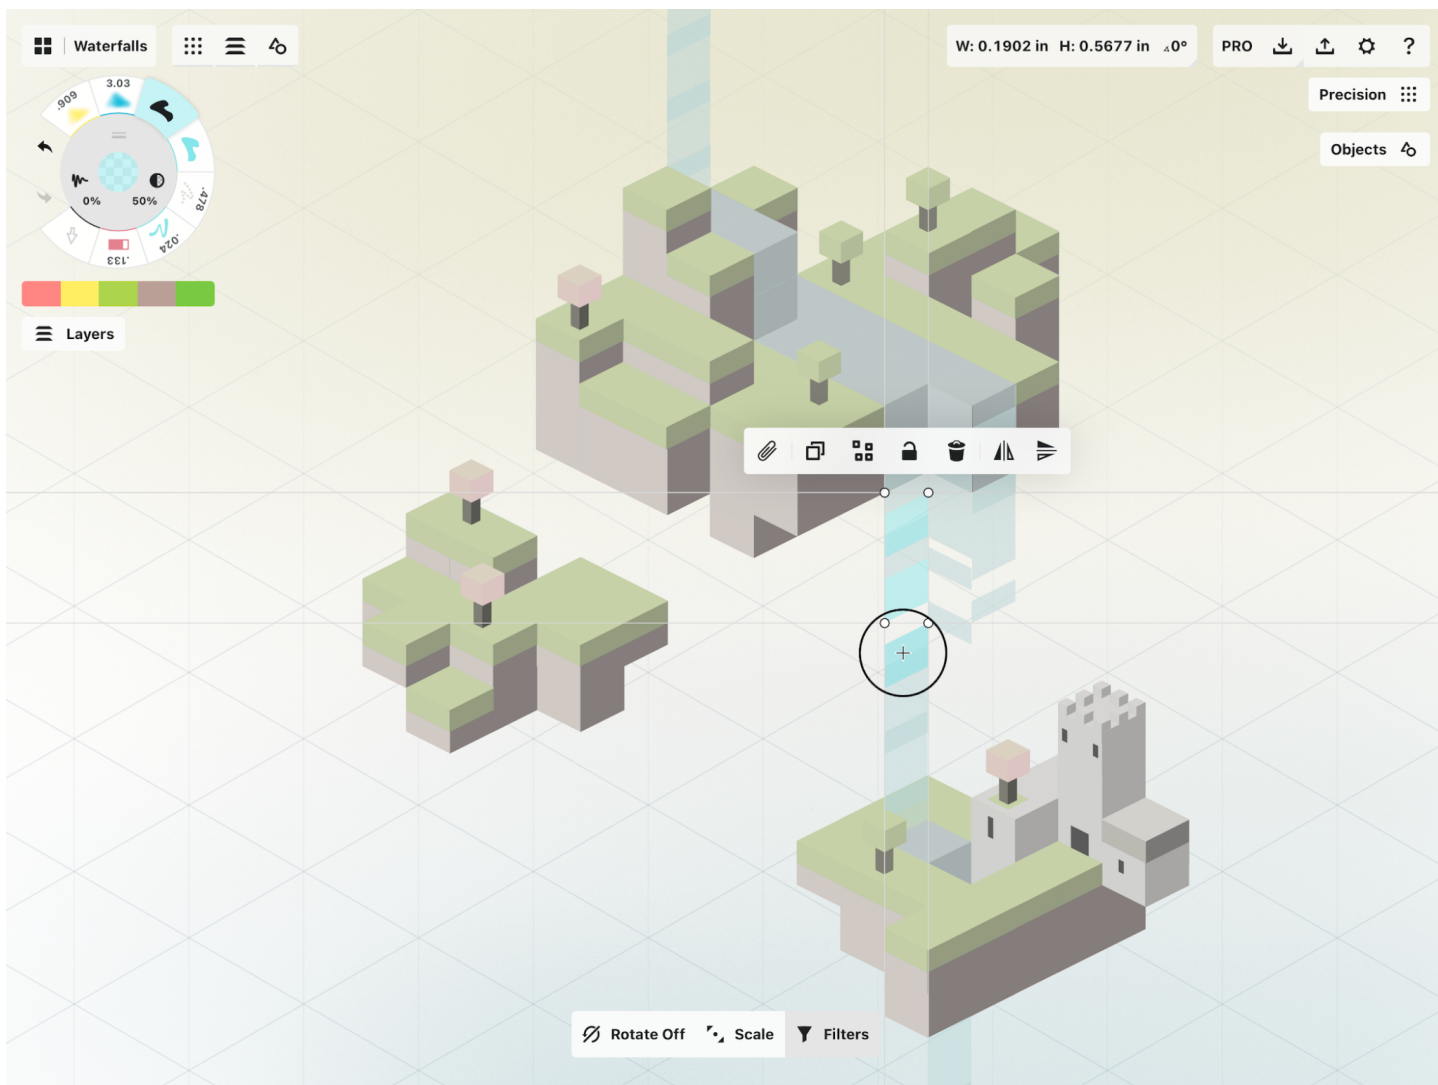 Waterfalls
W: 0.1902 in H: 0.5677 in ⊿0°
PRO
?
Precision
Objects
.909
3.03
.478
.024
.133
0%
50%
Layers
Rotate Off
Scale
Filters